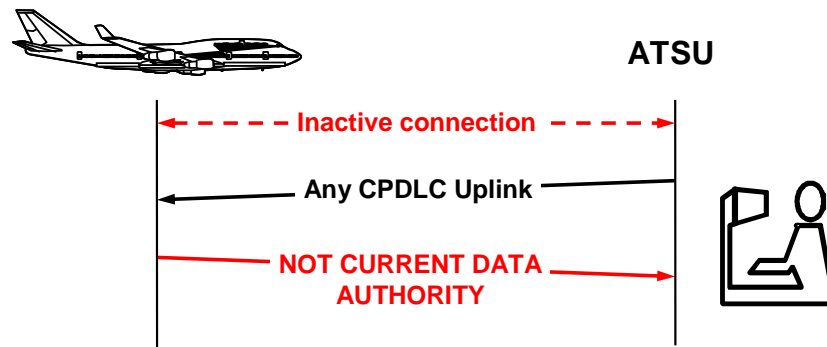 ATSU
Inactive connection
Any CPDLC Uplink
NOT CURRENT DATA
AUTHORITY